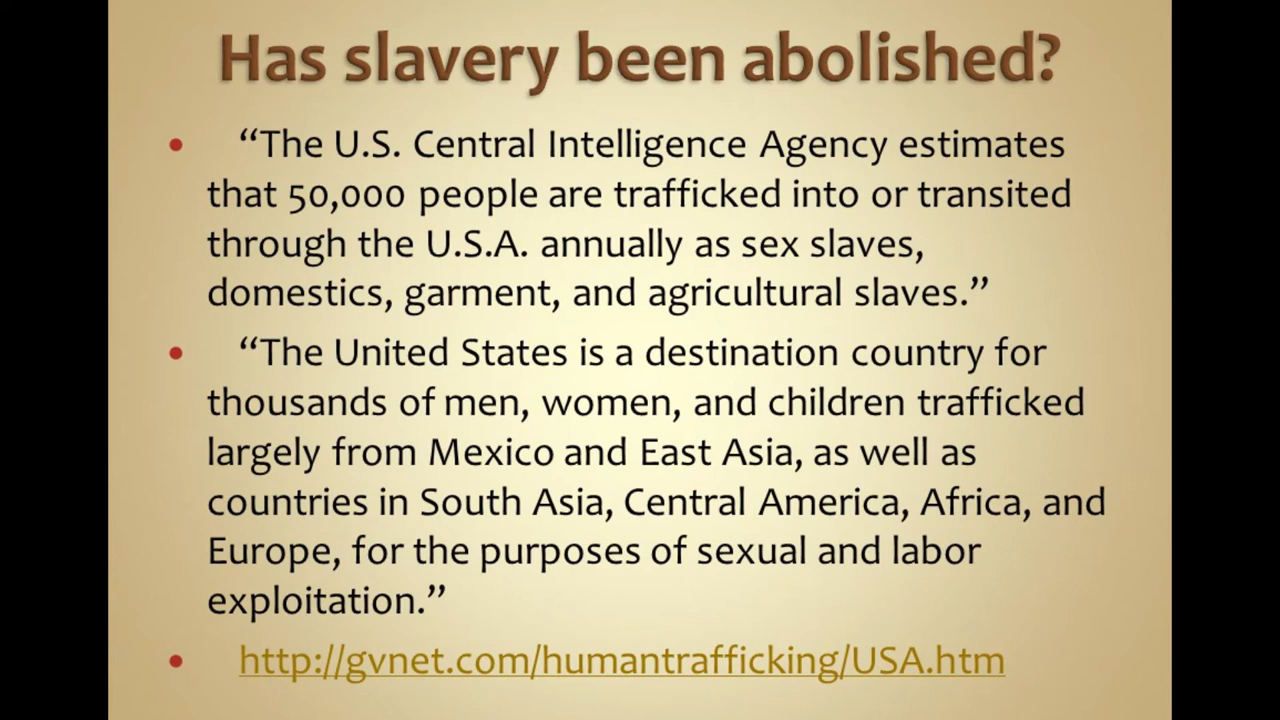 Has slavery been abolished?
• “The U.S. Central Intelligence Agency estimates
that 50,000 people are trafficked into or transited
through the U.S.A. annually as sex slaves,
domestics, garment, and agricultural slaves.”
• “The United States is a destination country for
thousands of men, women, and children trafficked
largely from Mexico and East Asia, as well as
countries in South Asia, Central America, Africa, and
Europe, for the purposes of sexual and labor
exploitation.”
• http://gvnet.com/humantrafficking/USA.htm